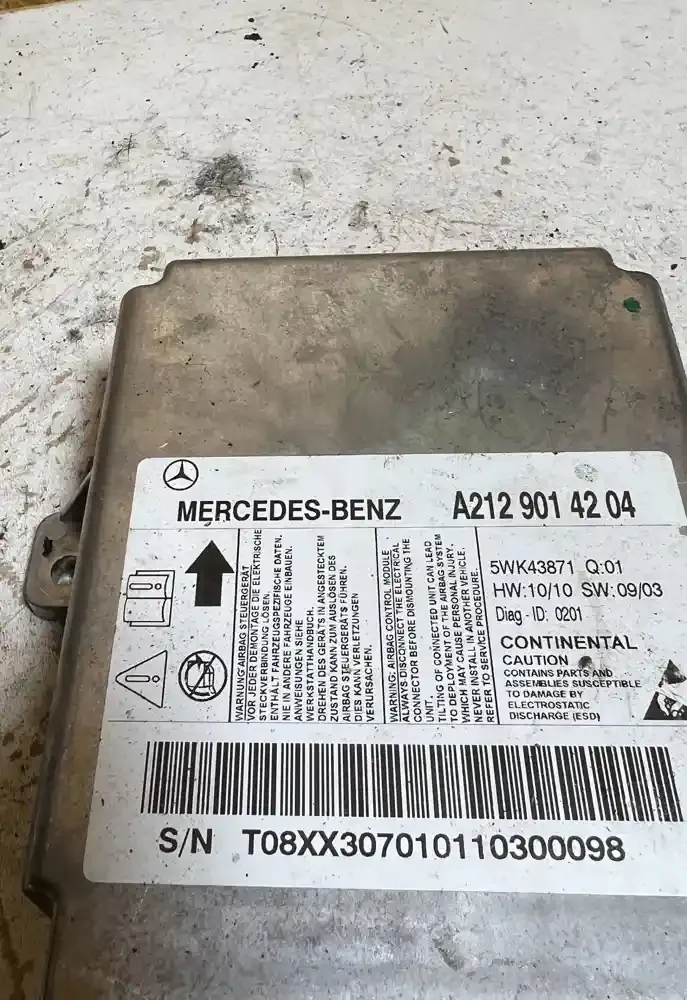 MERCEDES-BENZ
A212 901 42 04
WARNUNG: AIRBAG STEUERGERÄT
VOR JEDER DEMONTAGE DIE ELEKTRISCHE
STECKVERBINDUNG LÖSEN.
ENTHÄLT FAHRZEUGSPEZIFISCHE DATEN.
NIE IN ANDERE FAHRZEUGE EINBAUEN.
ANWEISUNGEN SIEHE
WERKSTATTHANDBUCH.
DREHEN DES GERÄTS IN ANGESTECKTEM
ZUSTAND KANN ZUM AUSLÖSEN DES
AIRBAG STEUERGERÄTS FÜHREN.
DIES KANN VERLETZUNGEN
VERURSACHEN.
WARNING: AIRBAG CONTROL MODULE
ALWAYS DISCONNECT THE ELECTRICAL
CONNECTOR BEFORE DISMOUNTING THE
UNIT.
TILTING OF CONNECTED UNIT CAN LEAD
TO DEPLOYMENT OF THE AIRBAG SYSTEM
WHICH MAY CAUSE PERSONAL INJURY.
NEVER INSTALL IN ANOTHER VEHICLE.
REFER TO SERVICE PROCEDURE.
5WK43871 Q:01
HW:10/10 SW:09/03
Diag - ID: 0201
CONTINENTAL
CAUTION
CONTAINS PARTS AND
ASSEMBLIES SUSCEPTIBLE
TO DAMAGE BY
ELECTROSTATIC
DISCHARGE (ESD)
S/N T08XX307010110300098